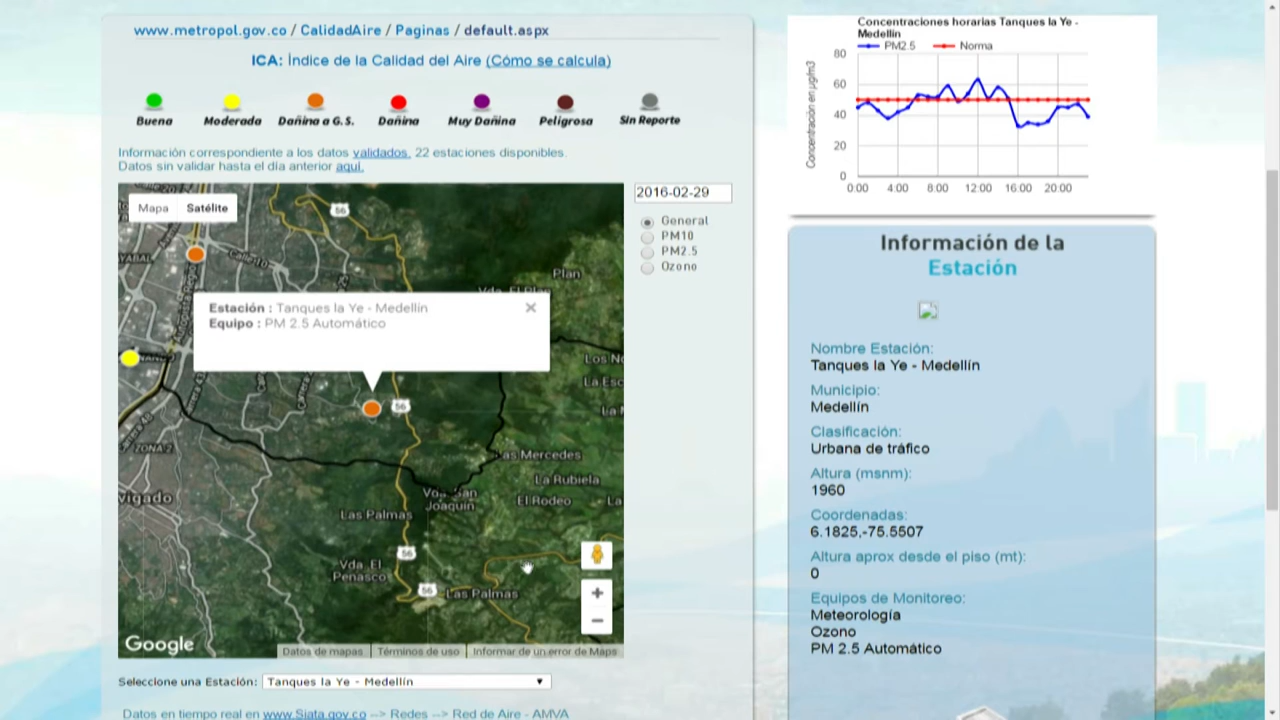 www.metropol.gov.co / CalidadAire / Paginas / default.aspx
ICA: Índice de la Calidad del Aire (Cómo se calcula)
Buena
Moderada
Dañina a G.S.
Dañina
Muy Dañina
Peligrosa
Sin Reporte
Información correspondiente a los datos validados. 22 estaciones disponibles.
Datos sin validar hasta el día anterior aquí.
Mapa
Satélite
56
YABAL
Calle 10
Plan
Estación : Tanques la Ye - Medellín
Equipo : PM 2.5 Automático
56
ZONA 2
Las Mercedes
La Rubiela
El Rodeo
Vigado
Joaquín
Las Palmas
56
Vda. El
Peñasco
56
Las Palmas
+
−
Google
Datos de mapas
Términos de uso
Informar de un error de Maps
Seleccione una Estación:
Tanques la Ye - Medellín
Datos en tiempo real en www.Siata.gov.co --> Redes --> Red de Aire - AMVA
2016-02-29
General
PM10
PM2.5
Ozono
Concentraciones horarias Tanques la Ye -
Medellín
PM2.5
Norma
Concentración en µg/m3
80
60
40
20
0
0:00
4:00
8:00
12:00
16:00
20:00
Información de la
Estación
Nombre Estación:
Tanques la Ye - Medellín
Municipio:
Medellín
Clasificación:
Urbana de tráfico
Altura (msnm):
1960
Coordenadas:
6.1825,-75.5507
Altura aprox desde el piso (mt):
0
Equipos de Monitoreo:
Meteorología
Ozono
PM 2.5 Automático